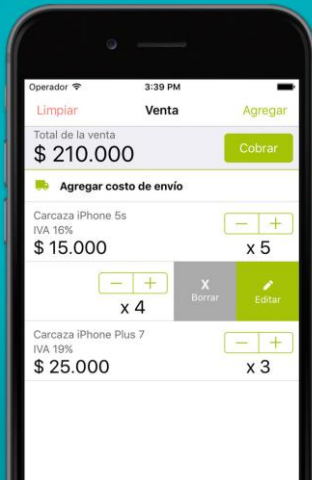 Operador 3:39 PM
Limpiar Venta Agregar
Total de la venta
$ 210.000 Cobrar
Agregar costo de envío
Carcaza iPhone 5s
IVA 16%
$ 15.000
− +
x 5
− +
x 4
X
Borrar
Editar
Carcaza iPhone Plus 7
IVA 19%
$ 25.000
− +
x 3